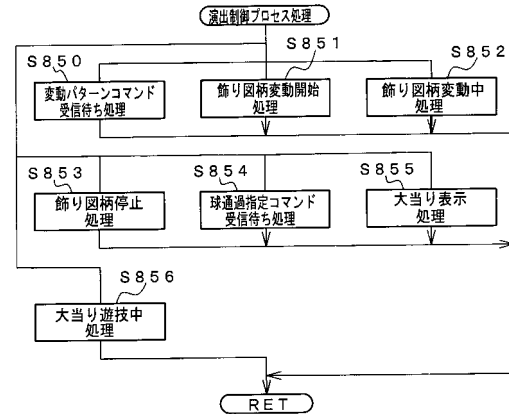 演出制御プロセス処理
S850
変動パターンコマンド
受信待ち処理
S851
飾り図柄変動開始
処理
S852
飾り図柄変動中
処理
S853
飾り図柄停止
処理
S854
球通過指定コマンド
受信待ち処理
S855
大当り表示
処理
S856
大当り遊技中
処理
RET